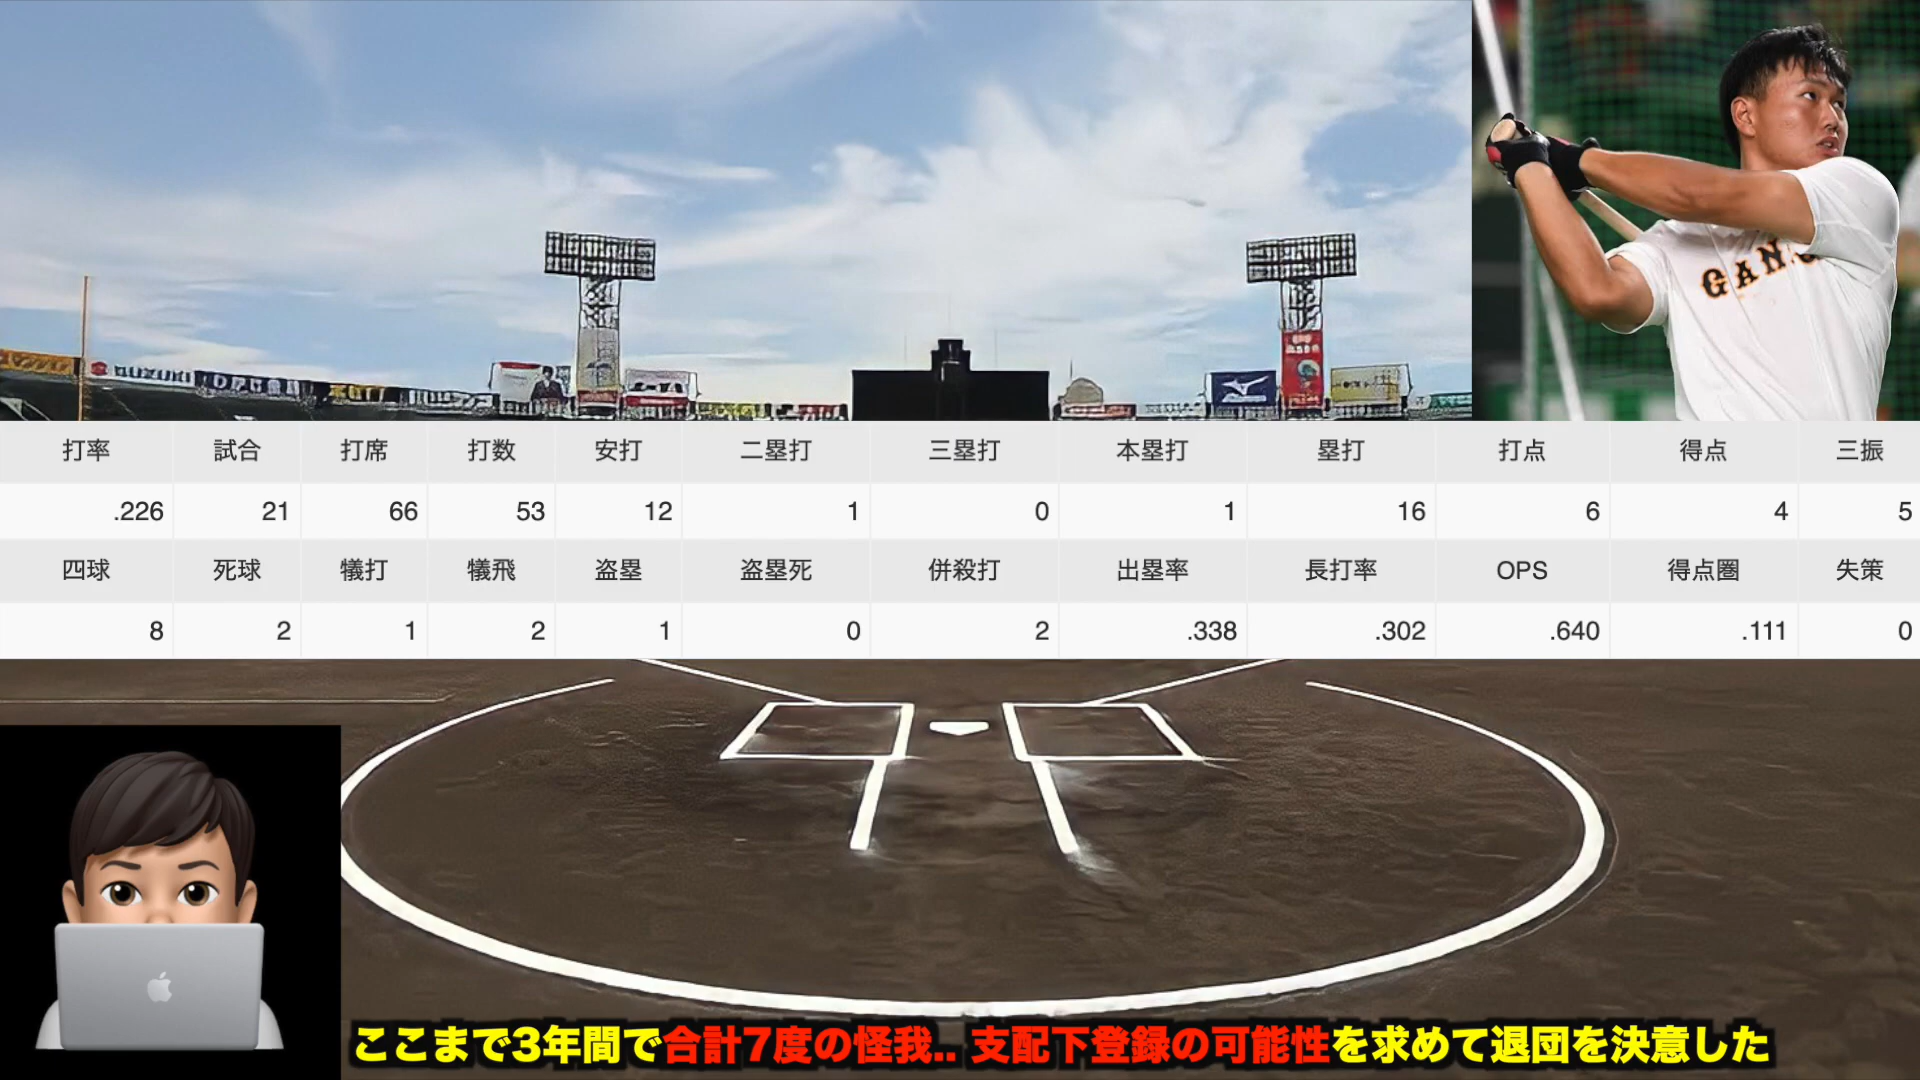 SUZUKI
GIANTS
打率 試合 打席 打数 安打 二塁打 三塁打 本塁打 塁打 打点 得点 三振
.226 21 66 53 12 1 0 1 16 6 4 5
四球 死球 犠打 犠飛 盗塁 盗塁死 併殺打 出塁率 長打率 OPS 得点圏 失策
8 2 1 2 1 0 2 .338 .302 .640 .111 0
ここまで3年間で合計7度の怪我.. 支配下登録の可能性を求めて退団を決意した